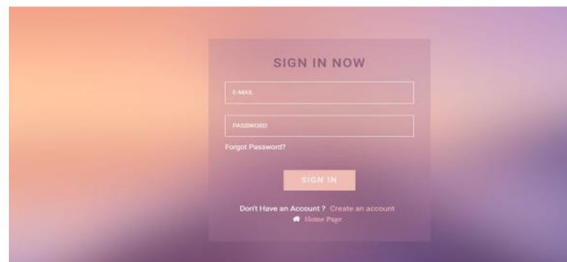 SIGN IN NOW
E-MAIL
PASSWORD
Forgot Password?
SIGN IN
Don't Have an Account ? Create an account
Home Page